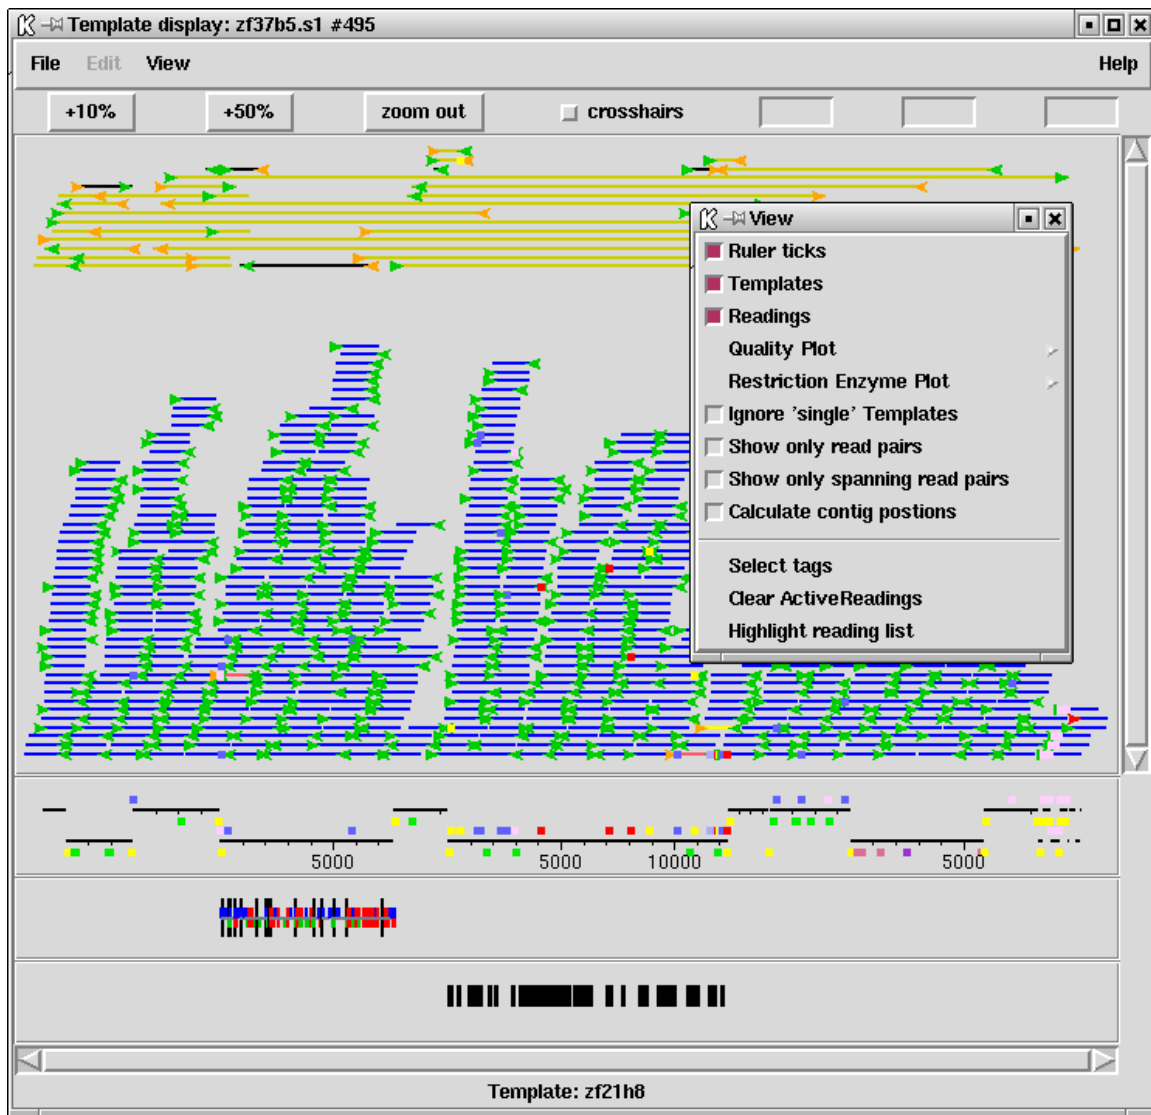 Template display: zf37b5.s1 #495
File Edit View Help
+10% +50% zoom out crosshairs
View
Ruler ticks
Templates
Readings
Quality Plot
Restriction Enzyme Plot
Ignore 'single' Templates
Show only read pairs
Show only spanning read pairs
Calculate contig postions
Select tags
Clear ActiveReadings
Highlight reading list
5000 5000 10000 5000
Template: zf21h8